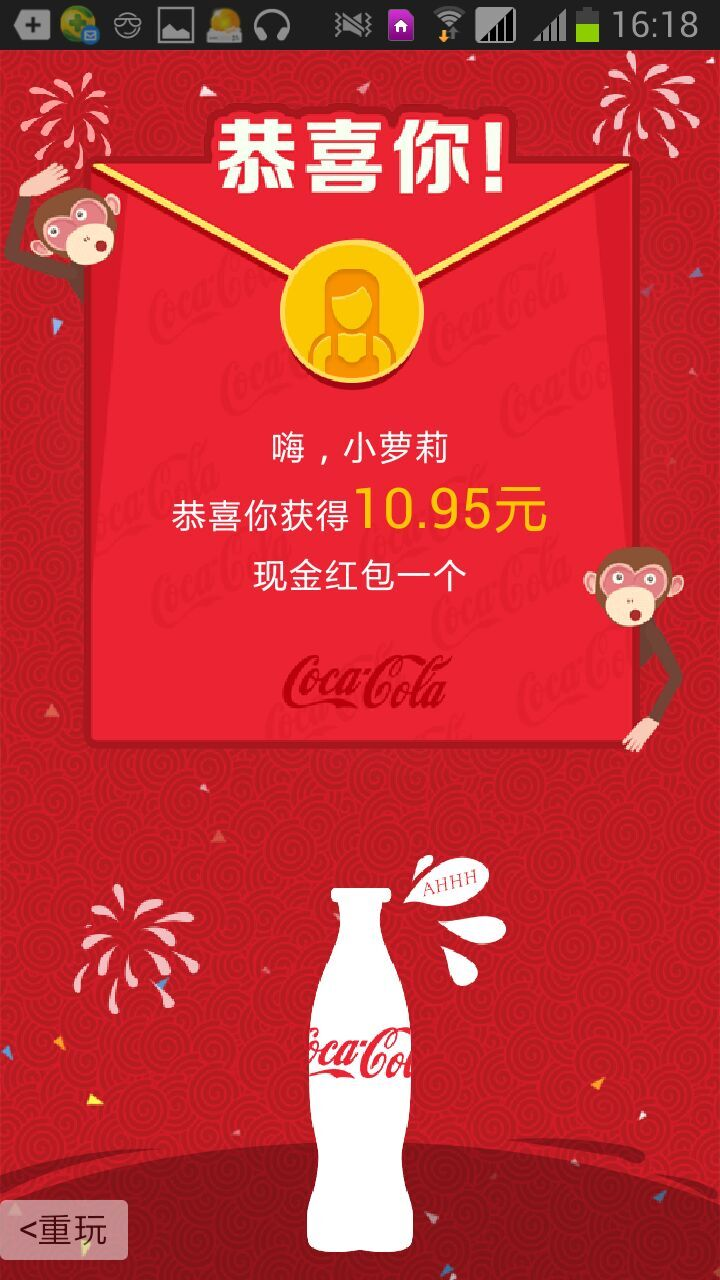 16:18
恭喜你!
嗨，小萝莉
恭喜你获得10.95元
现金红包一个
Coca-Cola
AHHH
Coca-Col
<重玩